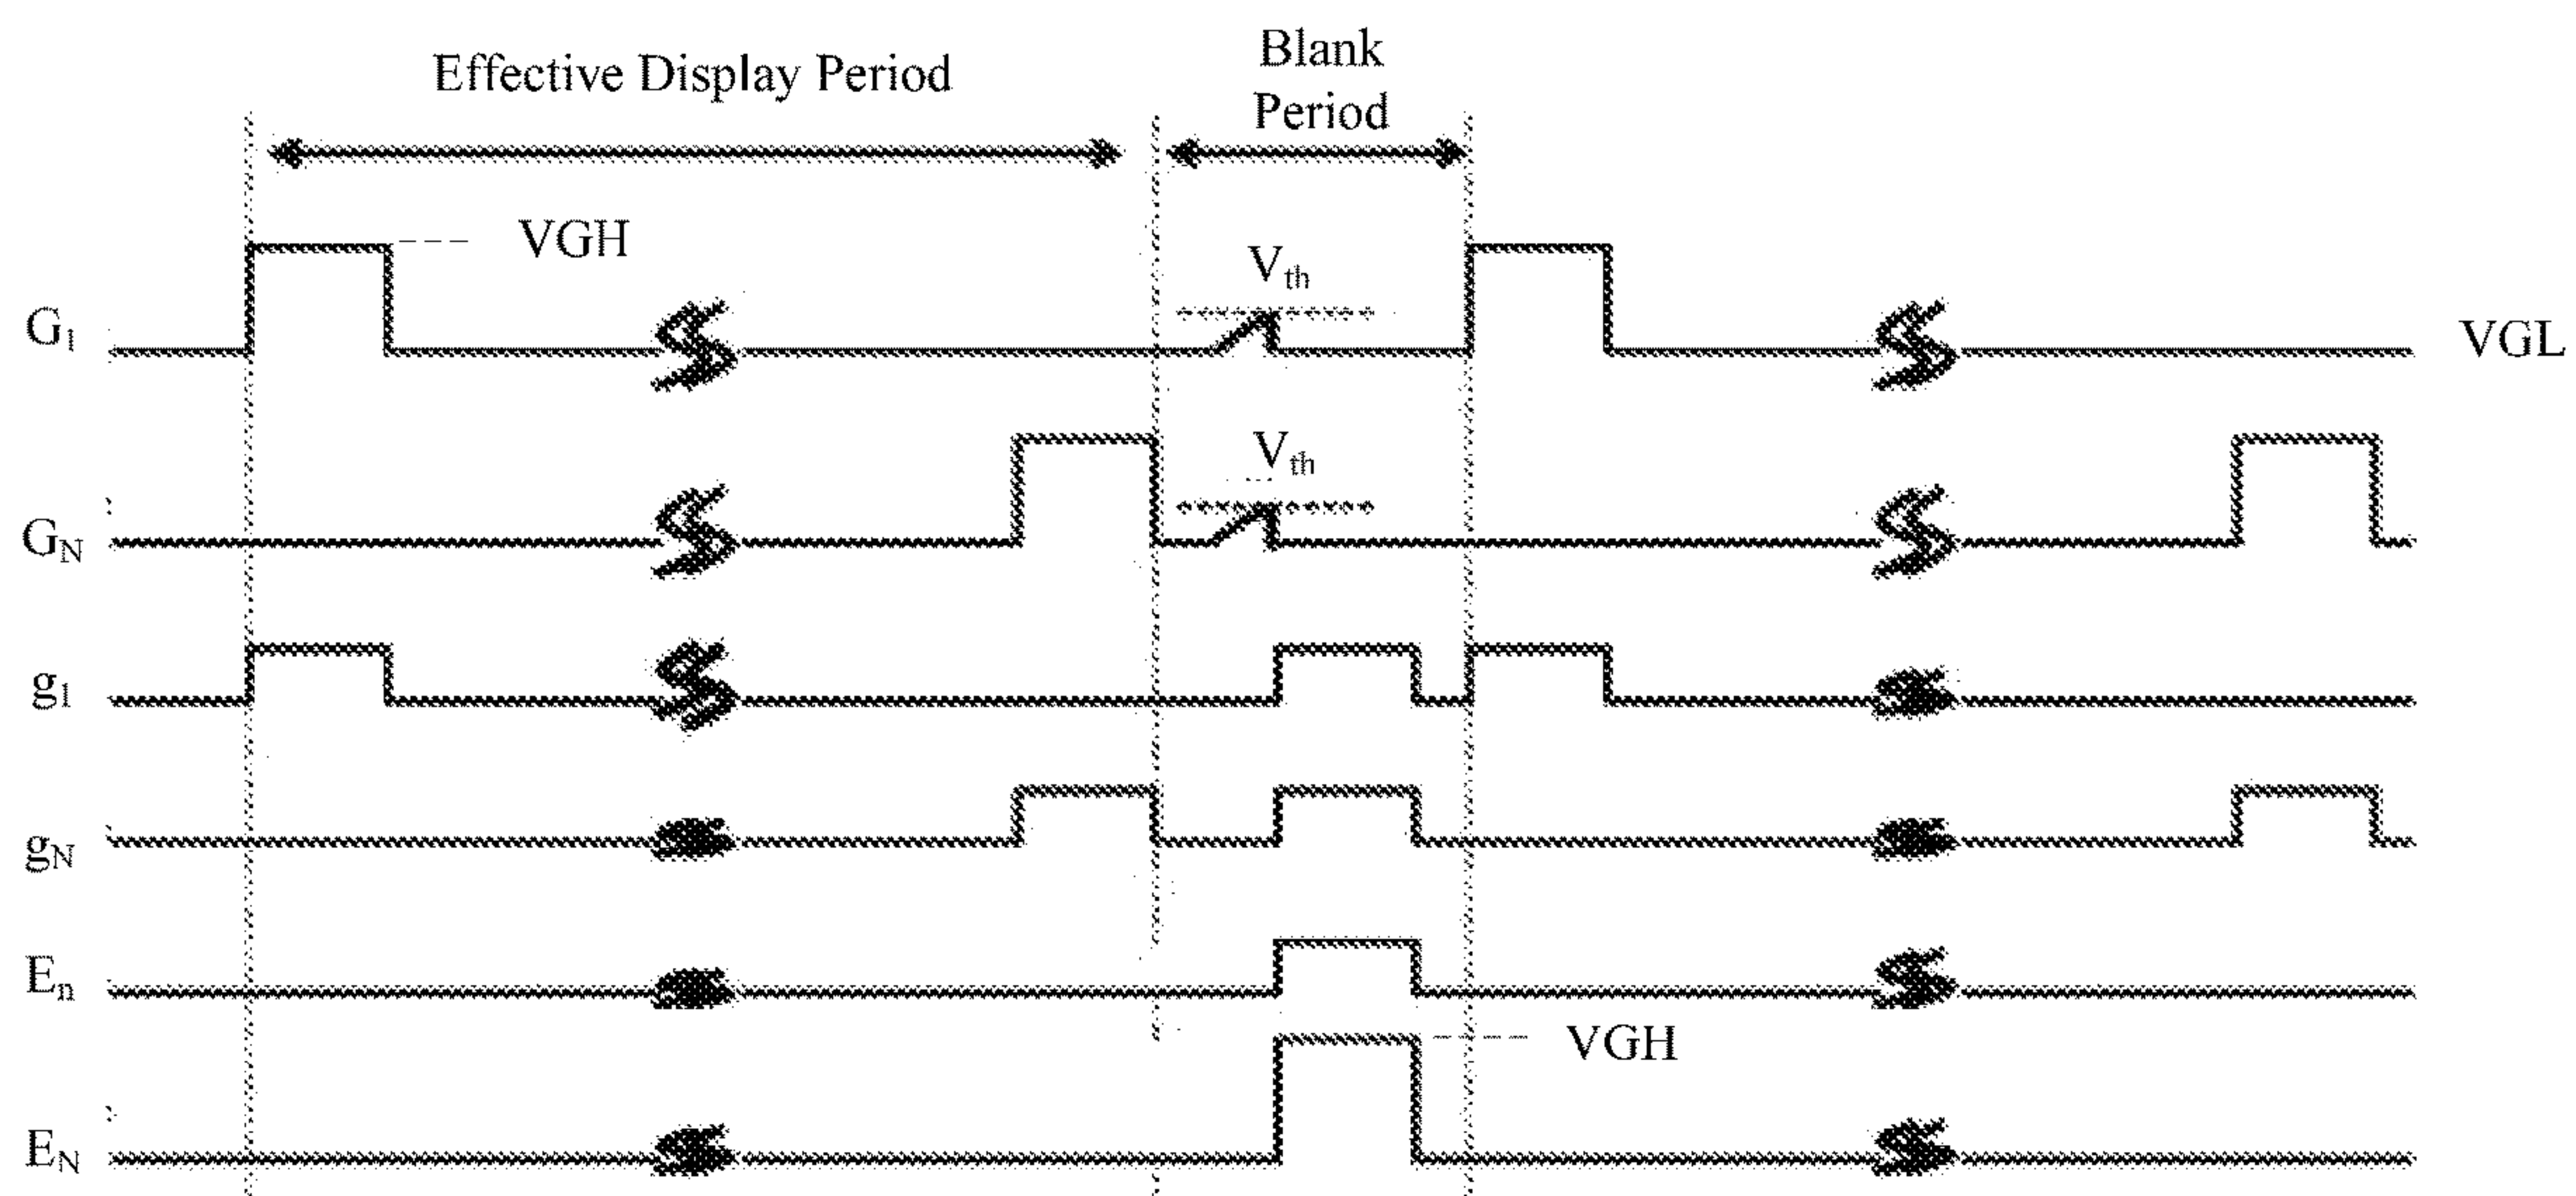 Effective Display Period
Blank
Period
VGH
Vth
G1
VGL
Vth
GN
g1
gN
En
VGH
EN